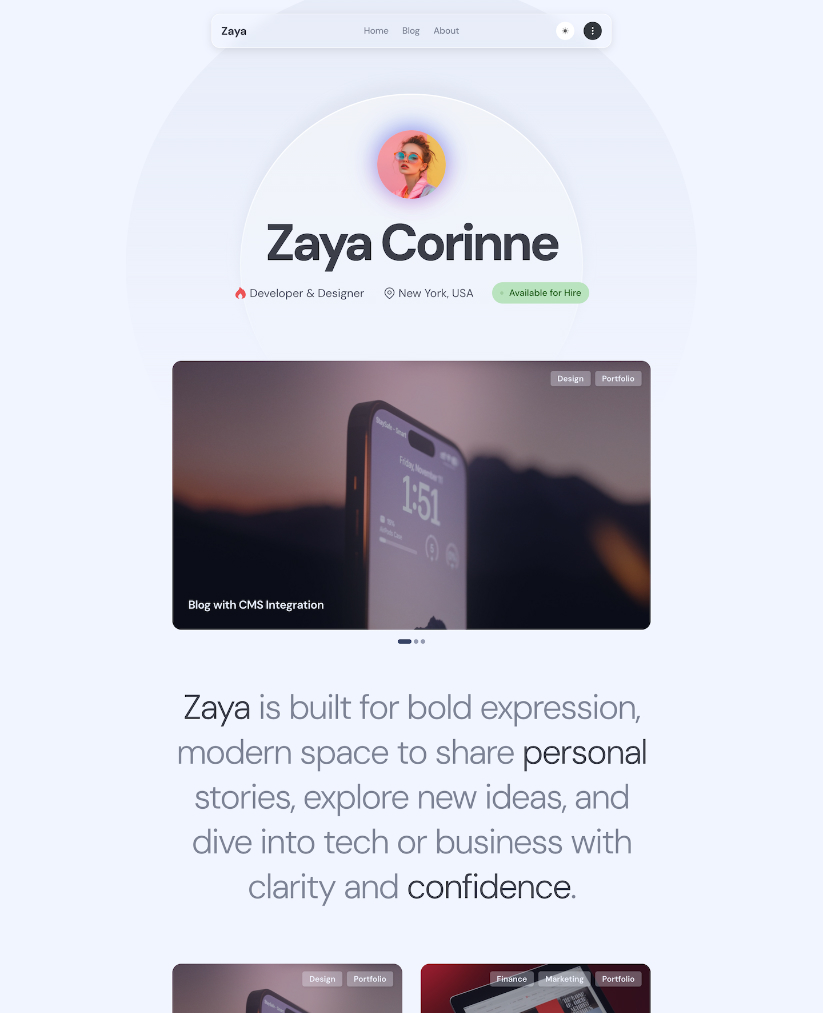 Zaya
Home Blog About
Zaya Corinne
Developer & Designer New York, USA Available for Hire
Design Portfolio
Friday, November
1:51
Blog with CMS Integration
Zaya is built for bold expression,
modern space to share personal
stories, explore new ideas, and
dive into tech or business with
clarity and confidence.
Design Portfolio
Finance Marketing Portfolio